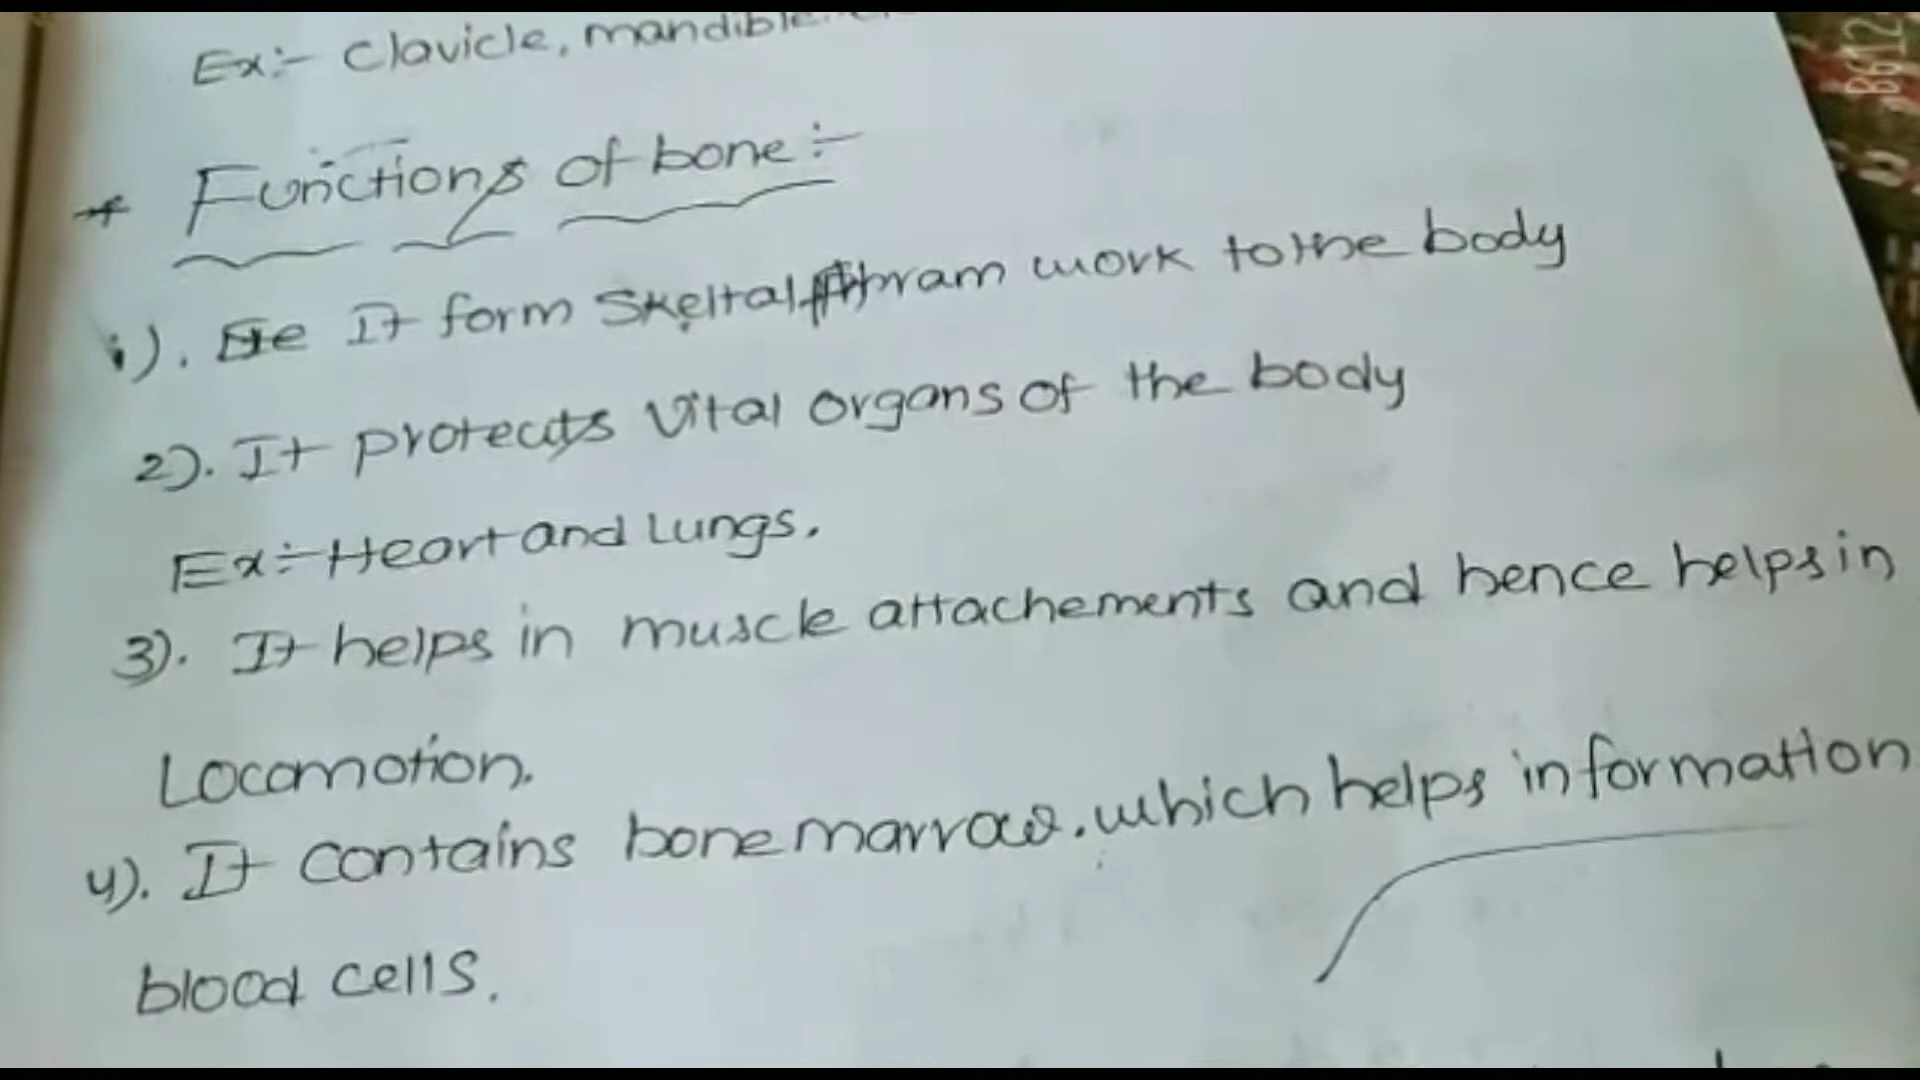 Ex:- Clavicle, mandible
* Functions of bone :-
1). It form Skeltal fram work to the body
2). It protects Vital organs of the body
Ex:- Heart and Lungs.
3). It helps in muscle attachements and hence helps in
Locomotion.
4). It contains bone marrow. which helps in formation
blood cells.
B612